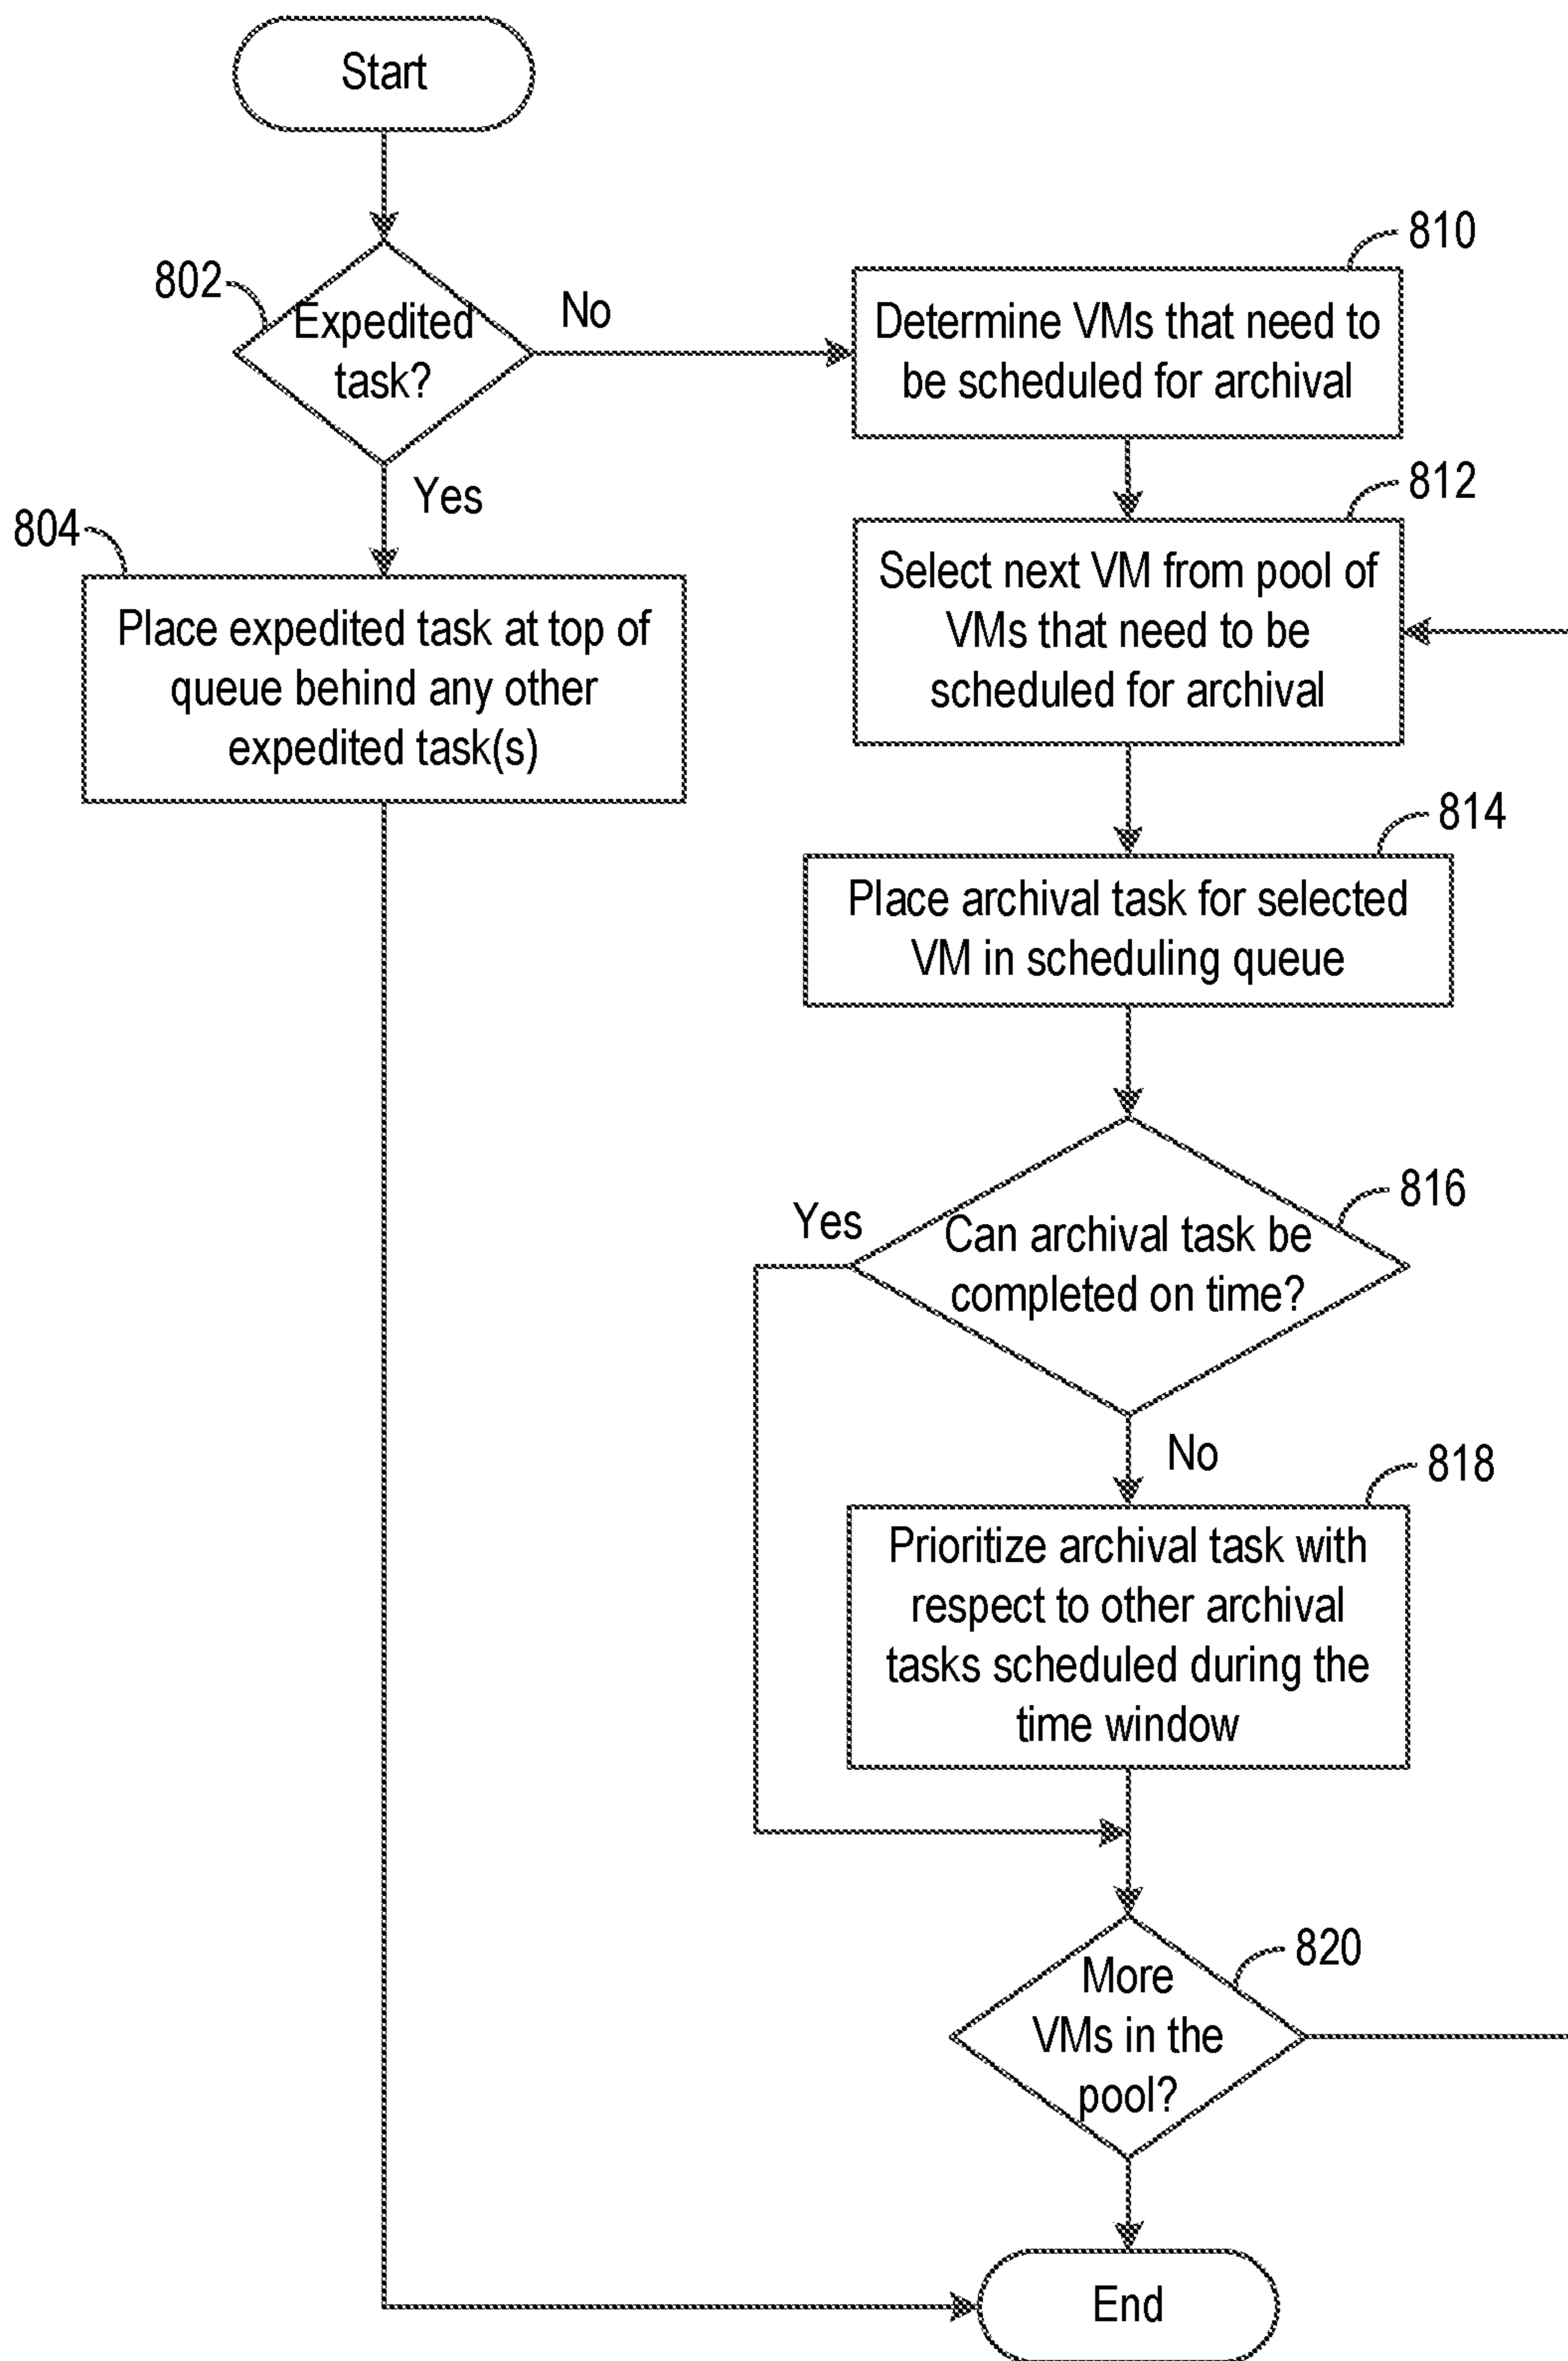 Start
802
Expedited
task?
No
Yes
804
Place expedited task at top of
queue behind any other
expedited task(s)
810
Determine VMs that need to
be scheduled for archival
812
Select next VM from pool of
VMs that need to be
scheduled for archival
814
Place archival task for selected
VM in scheduling queue
816
Yes
Can archival task be
completed on time?
No
818
Prioritize archival task with
respect to other archival
tasks scheduled during the
time window
820
More
VMs in the
pool?
End